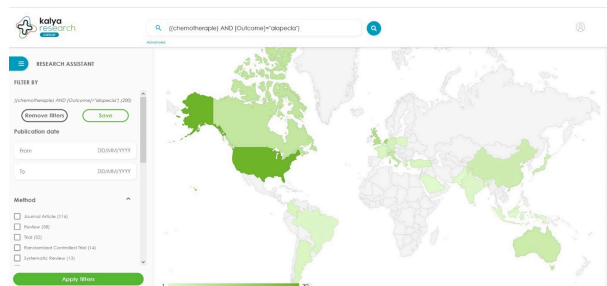 kalya
research
((chemotherapie) AND [Outcome]="alopecia")
Advanced
RESEARCH ASSISTANT
FILTER BY
((chemotherapie) AND [Outcome]="alopecia") (200)
Remove filters
Save
Publication date
From DD/MM/YYYY
To DD/MM/YYYY
Method
Journal Article (116)
Review (58)
Trial (52)
Randomized Controlled Trial (14)
Systematic Review (13)
Apply filters
1